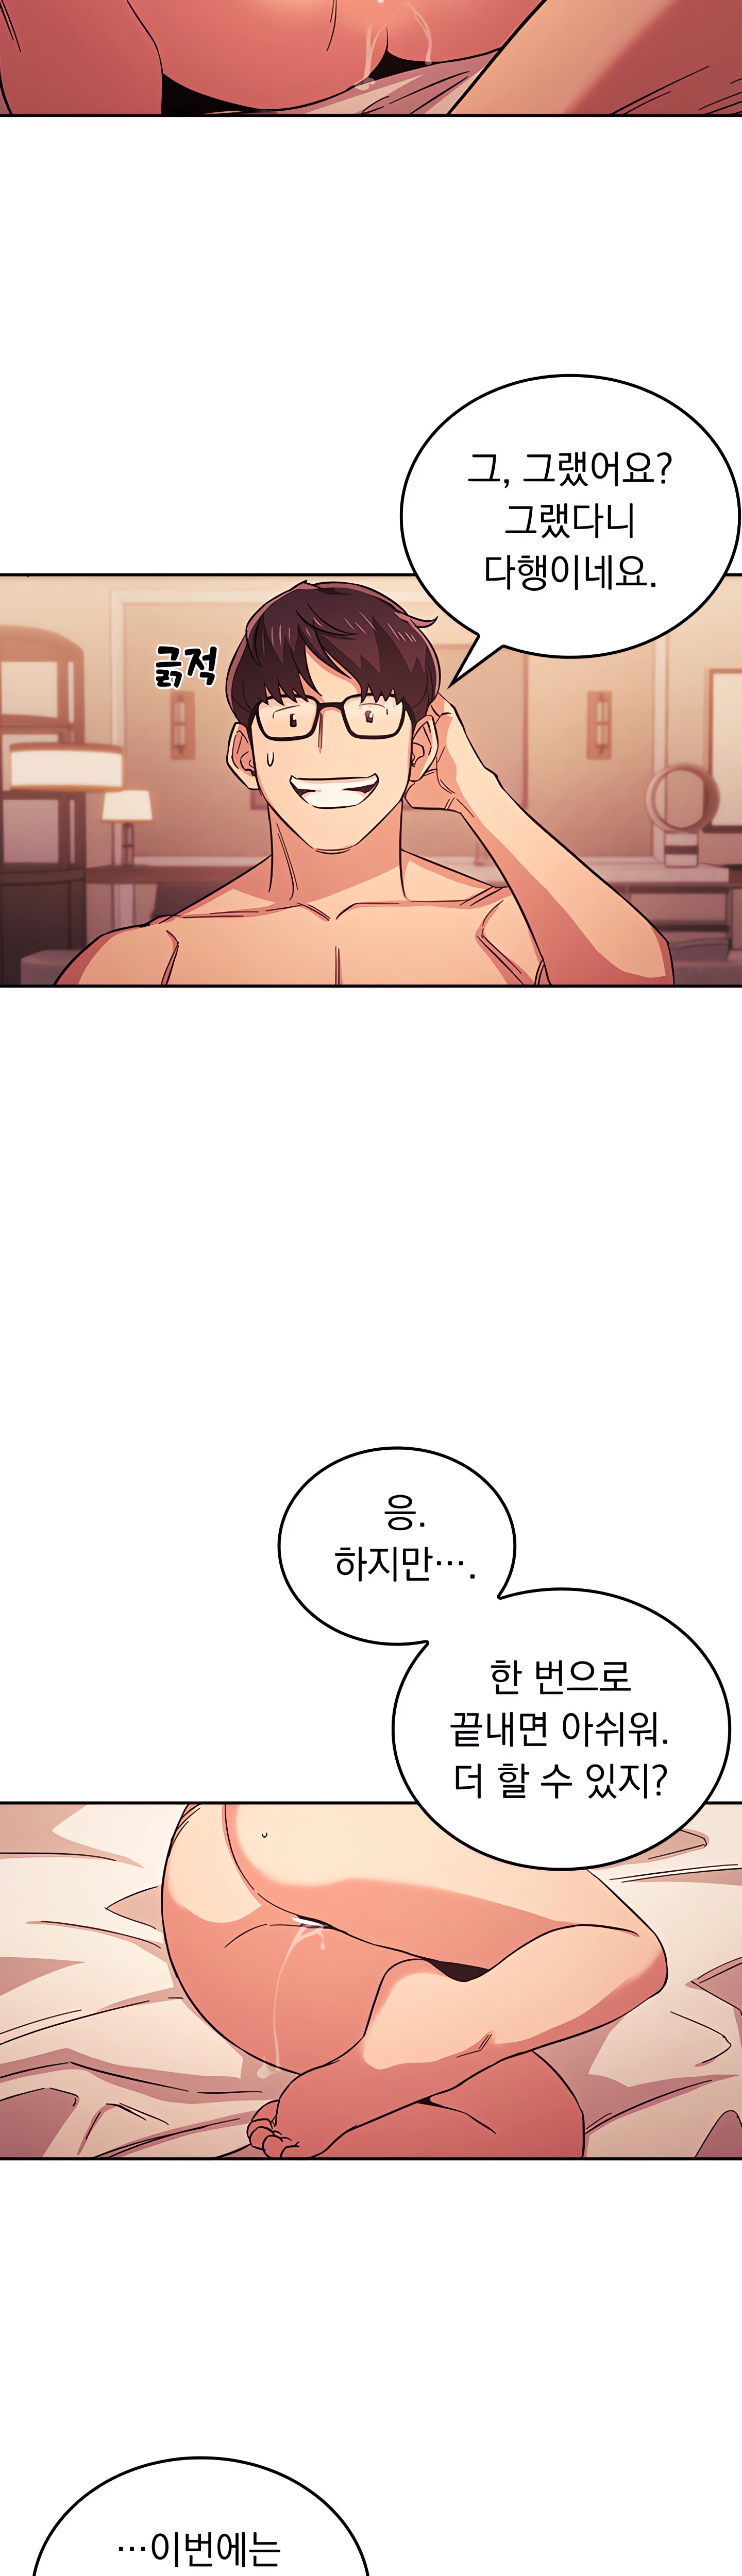 그, 그랬어요?
그랬다니
다행이네요.
긁적
응.
하지만….
한 번으로
끝내면 아쉬워.
더 할 수 있지?
…이번에는